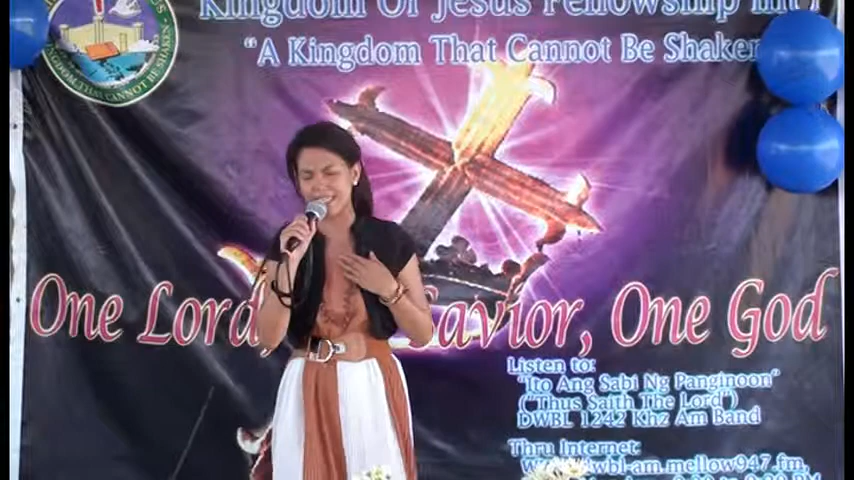 Kingdom Of Jesus Fellowship Int'
"A Kingdom That Cannot Be Shaken
One Lord, Savior, One God
Listen to:
"Ito Ang Sabi Ng Panginoon"
("Thus Saith The Lord")
DWBL 1242 Khz Am Band
Thru Internet: